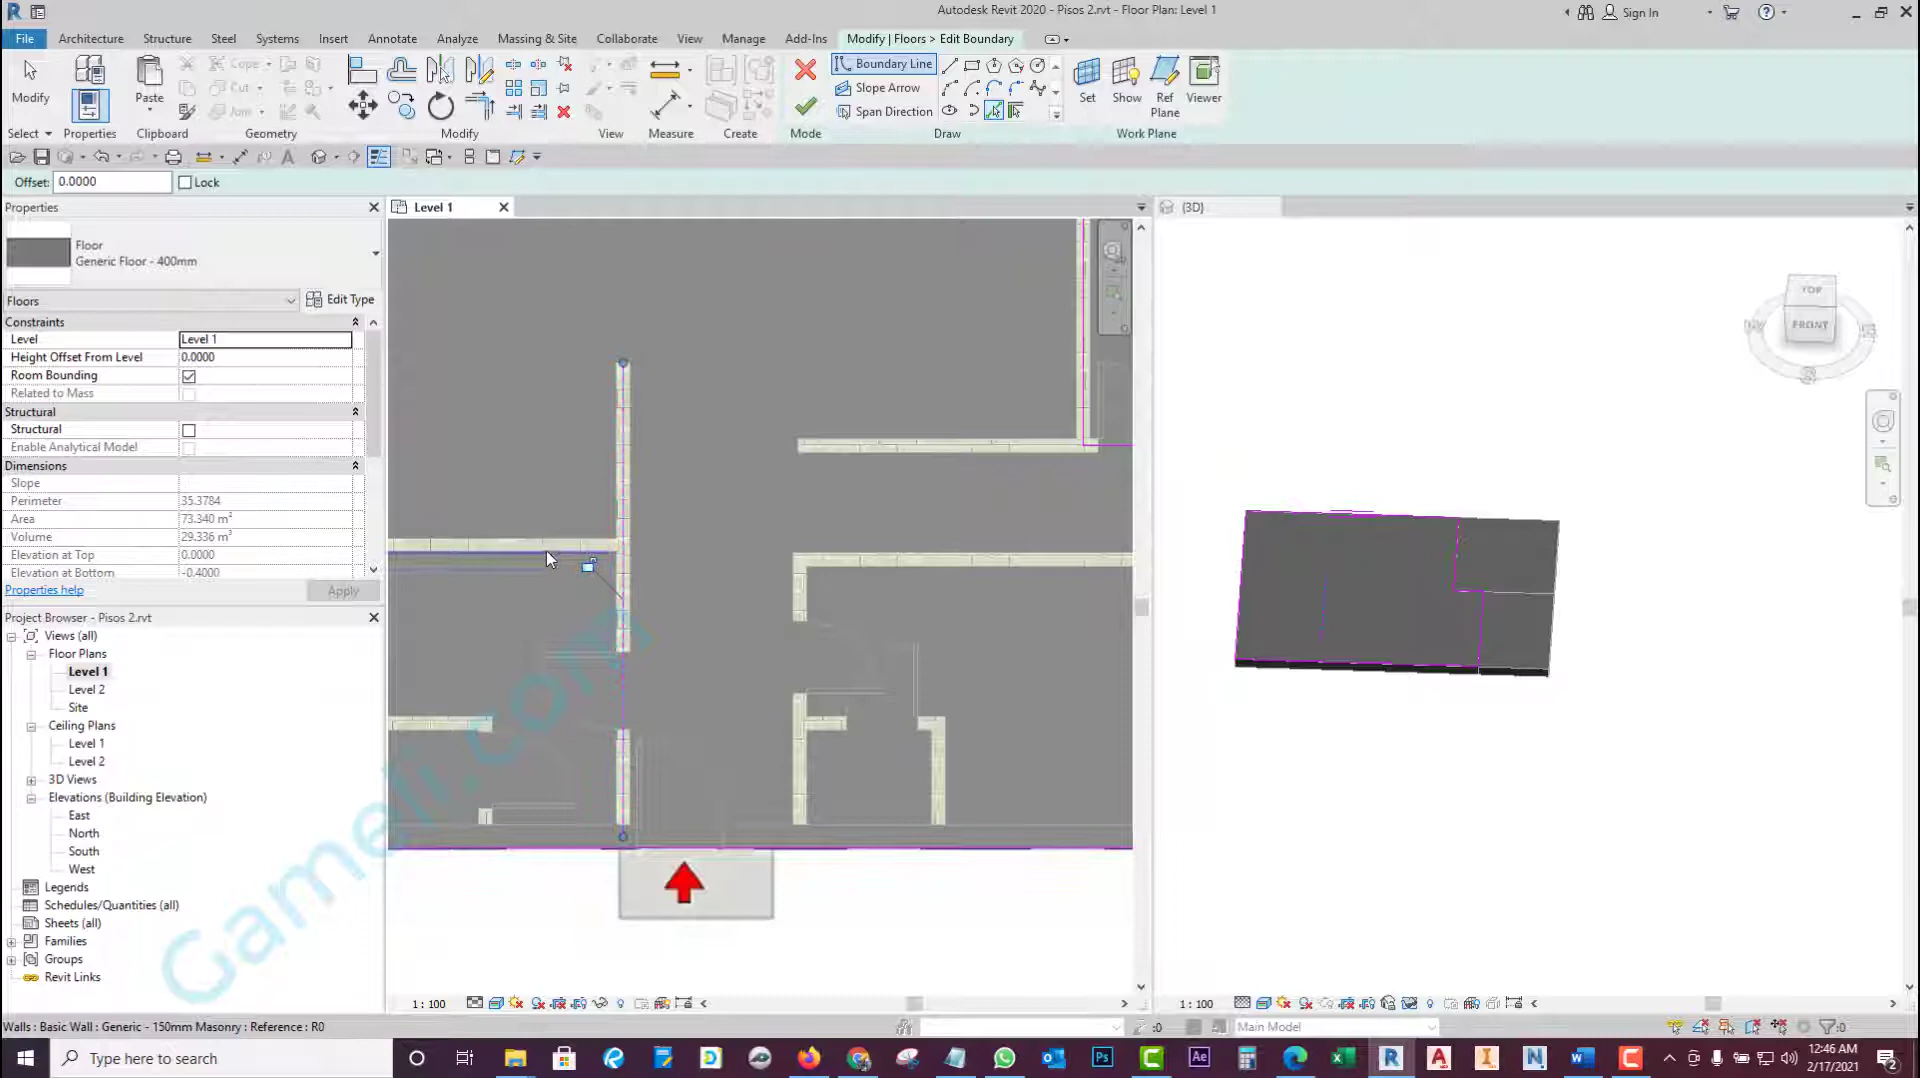 Autodesk Revit 2020 - Pisos 2.rvt - Floor Plan: Level 1
Sign In
File
Architecture
Structure
Steel
Systems
Insert
Annotate
Analyze
Massing & Site
Collaborate
View
Manage
Add-Ins
Modify | Floors > Edit Boundary
Modify
Paste
Cope
Cut
Join
Boundary Line
Slope Arrow
Span Direction
Set
Show
Ref
Plane
Viewer
Select
Properties
Clipboard
Geometry
Modify
View
Measure
Create
Mode
Draw
Work Plane
Offset: 0.0000
Lock
Properties
Level 1
{3D}
Floor
Generic Floor - 400mm
Floors
Edit Type
Constraints
Level
Level 1
Height Offset From Level
0.0000
Room Bounding
Related to Mass
Structural
Structural
Enable Analytical Model
Dimensions
Slope
Perimeter
35.3784
Area
73.340 m²
Volume
29.336 m³
Elevation at Top
0.0000
Elevation at Bottom
-0.4000
Properties help
Apply
TOP
FRONT
Project Browser - Pisos 2.rvt
Views (all)
Floor Plans
Level 1
Level 2
Site
Ceiling Plans
Level 1
Level 2
3D Views
Elevations (Building Elevation)
East
North
South
West
Legends
Schedules/Quantities (all)
Sheets (all)
Families
Groups
Revit Links
1 : 100
1 : 100
Walls : Basic Wall : Generic - 150mm Masonry : Reference : R0
:0
Main Model
:0
Type here to search
12:46 AM
2/17/2021